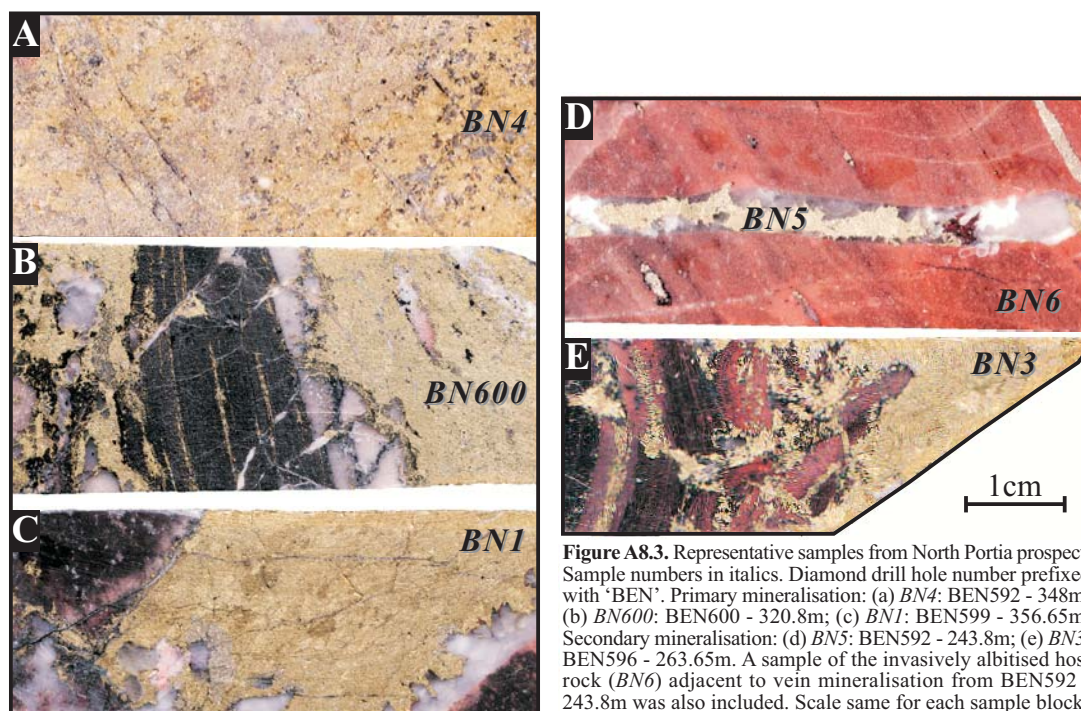 A
BN4
B
BN600
C
BN1
D
BN5
BN6
E
BN3
1cm
Figure A8.3. Representative samples from North Portia prospect
Sample numbers in italics. Diamond drill hole number prefixe
with ‘BEN’. Primary mineralisation: (a) BN4: BEN592 - 348m
(b) BN600: BEN600 - 320.8m; (c) BN1: BEN599 - 356.65m
Secondary mineralisation: (d) BN5: BEN592 - 243.8m; (e) BN3
BEN596 - 263.65m. A sample of the invasively albitised hos
rock (BN6) adjacent to vein mineralisation from BEN592
243.8m was also included. Scale same for each sample block